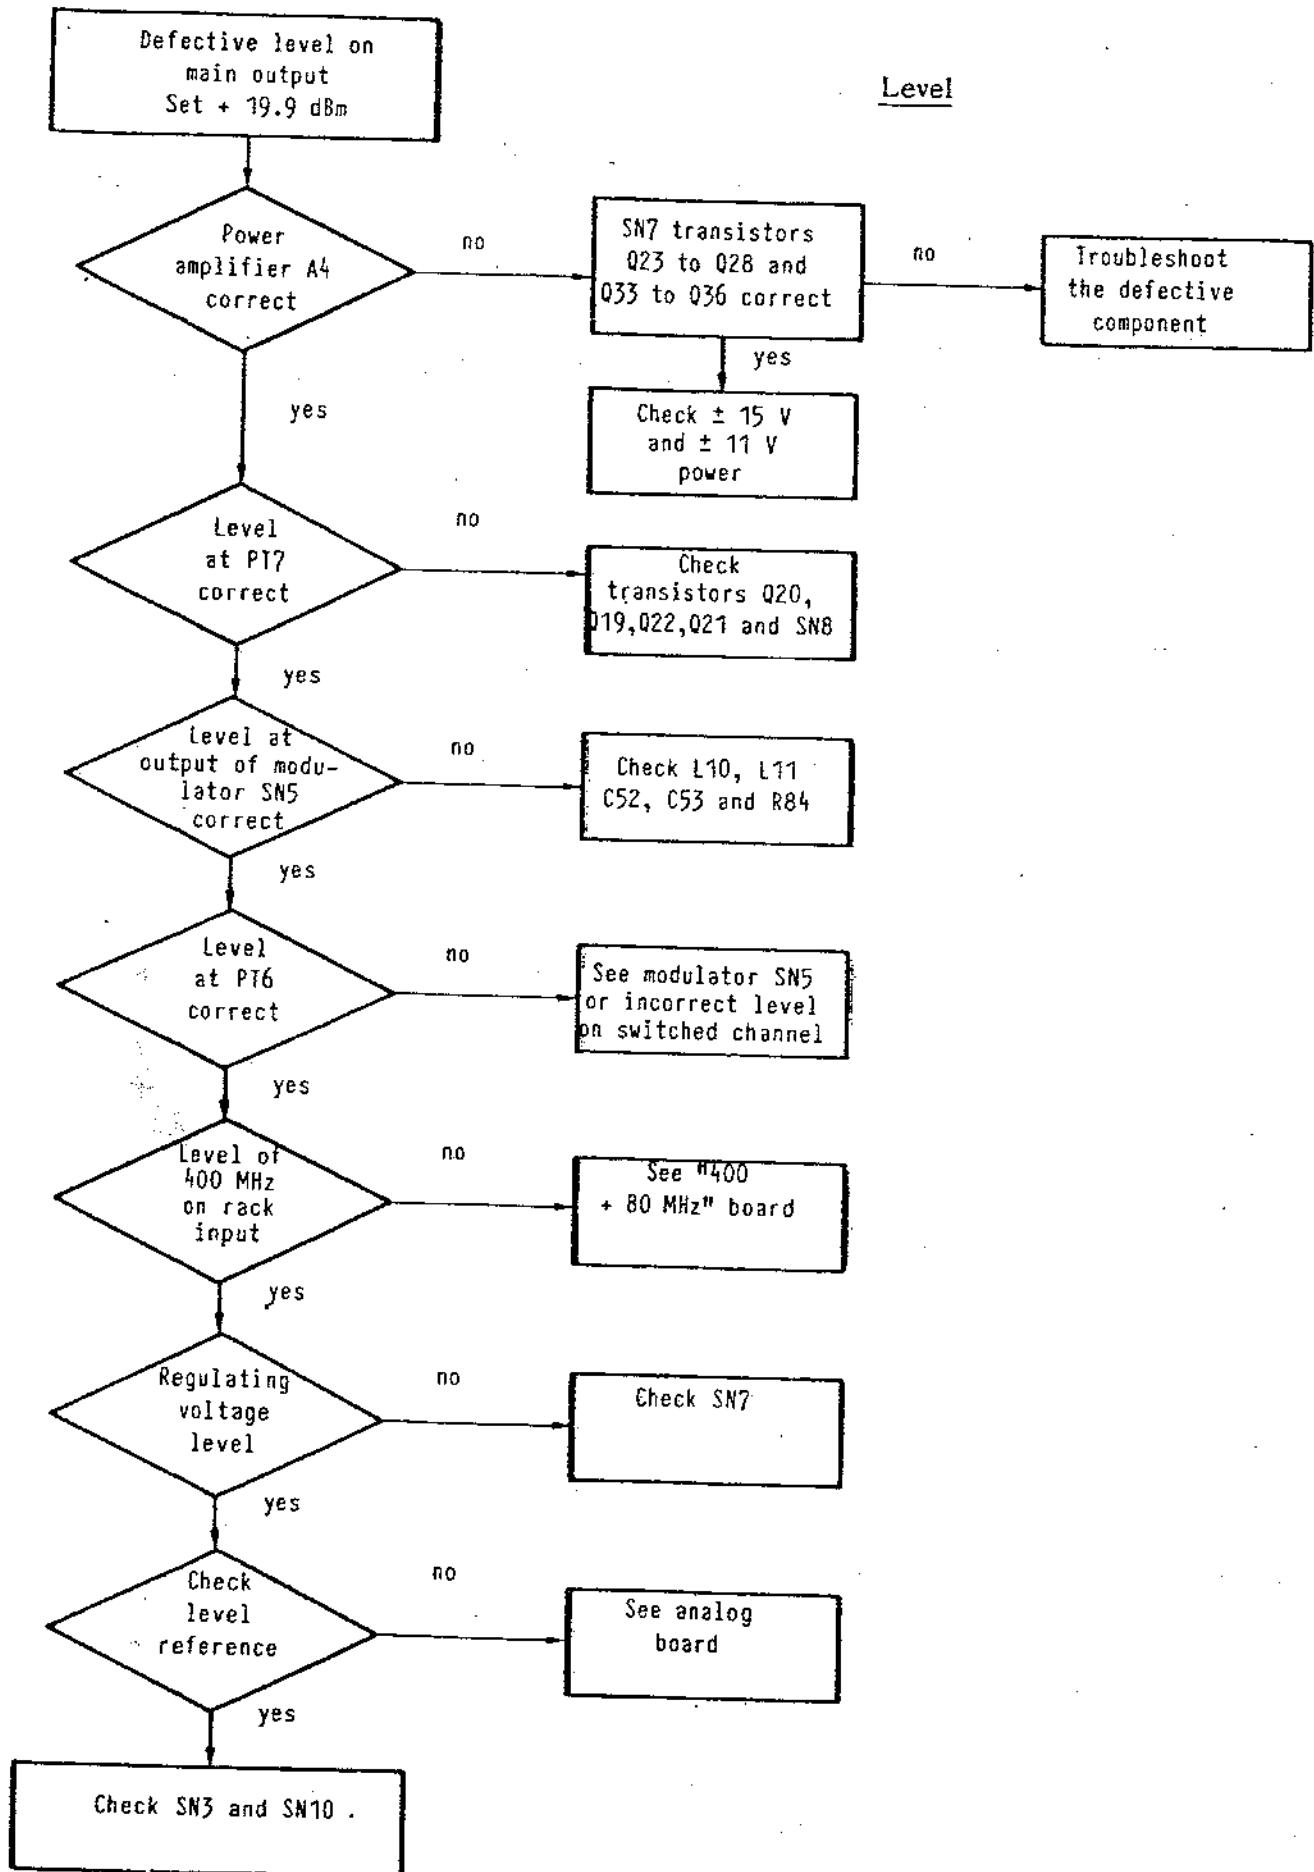 Level
Defective level on
main output
Set + 19.9 dBm
Power
amplifier A4
correct
no
SN7 transistors
Q23 to Q28 and
Q33 to Q36 correct
no
Troubleshoot
the defective
component
yes
Check ± 15 V
and ± 11 V
power
yes
Level
at PT7
correct
no
Check
transistors Q20,
Q19,Q22,Q21 and SN8
yes
Level at
output of modu-
lator SN5
correct
no
Check L10, L11
C52, C53 and R84
yes
Level
at PT6
correct
no
See modulator SN5
or incorrect level
on switched channel
yes
Level of
400 MHz
on rack
input
no
See "400
+ 80 MHz" board
yes
Regulating
voltage
level
no
Check SN7
yes
Check
level
reference
no
See analog
board
yes
Check SN3 and SN10 .